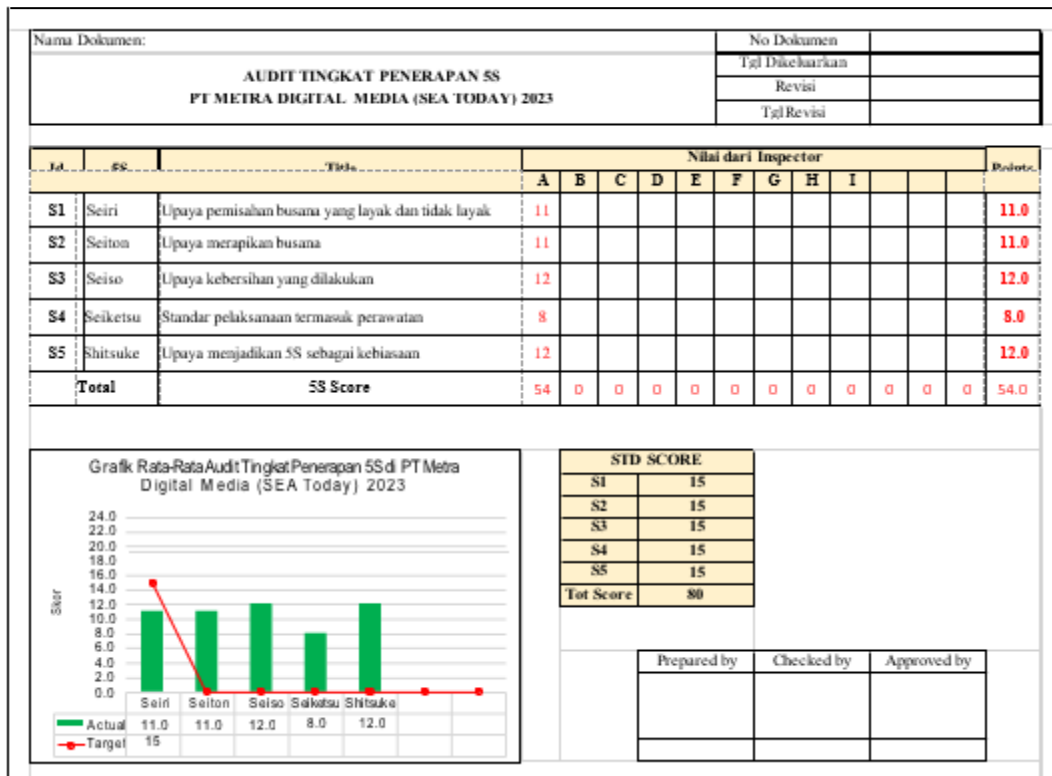 Nama Dokumen:
No Dokumen
AUDIT TINGKAT PENERAPAN 5S
PT METRA DIGITAL MEDIA (SEA TODAY) 2023
Tgl Dikeluarkan
Revisi
Tgl Revisi
Id 5S Title Nilai dari Inspector Points
A B C D E F G H I
S1 Seiri Upaya pemisahan busana yang layak dan tidak layak 11 11.0
S2 Seiton Upaya merapikan busana 11 11.0
S3 Seiso Upaya kebersihan yang dilakukan 12 12.0
S4 Seiketsu Standar pelaksanaan termasuk perawatan 8 8.0
S5 Shitsuke Upaya menjadikan 5S sebagai kebiasaan 12 12.0
Total 5S Score 54 0 0 0 0 0 0 0 0 0 0 0 54.0
Grafik Rata-Rata Audit Tingkat Penerapan 5S di PT Metra
Digital Media (SEA Today) 2023
24.0
22.0
20.0
18.0
16.0
14.0
12.0
10.0
8.0
6.0
4.0
2.0
0.0
Skor
Seiri Seiton Seiso Seiketsu Shitsuke
Actual 11.0 11.0 12.0 8.0 12.0
Target 15
STD SCORE
S1 15
S2 15
S3 15
S4 15
S5 15
Tot Score 80
Prepared by Checked by Approved by